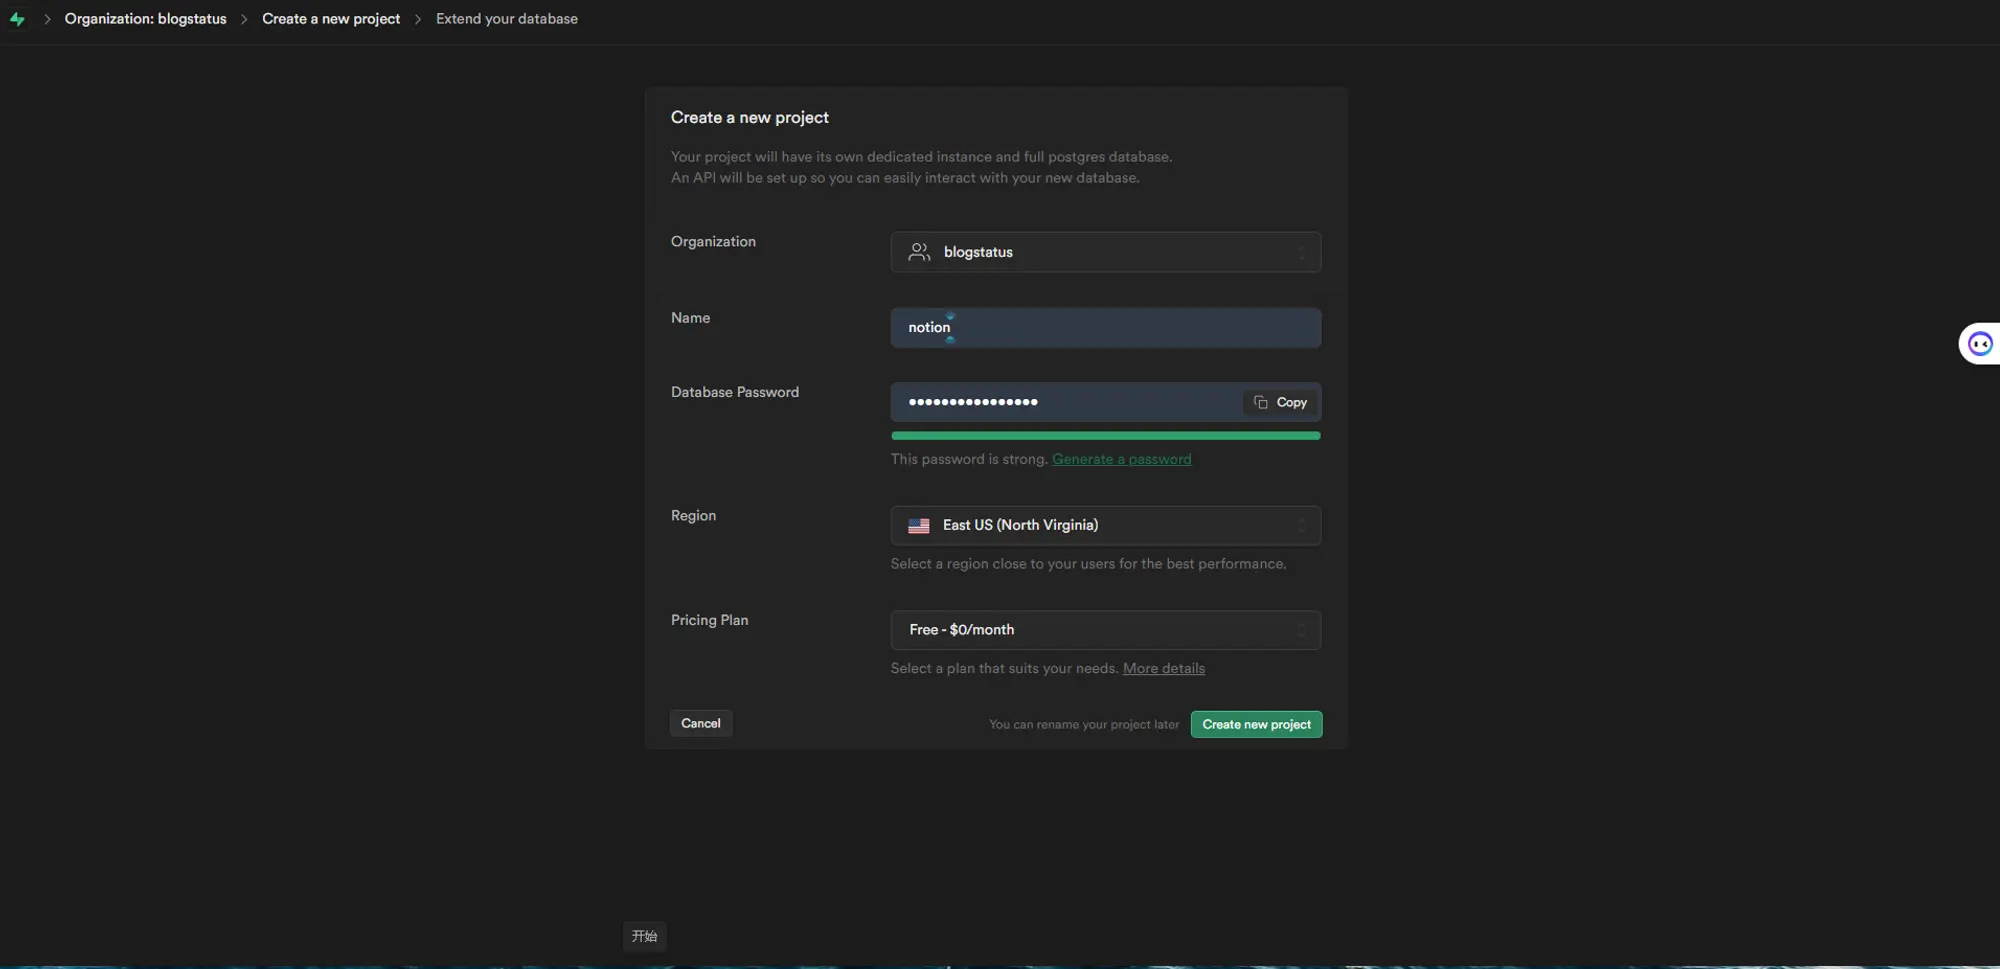 Organization: blogstatus > Create a new project > Extend your database
Create a new project
Your project will have its own dedicated instance and full postgres database.
An API will be set up so you can easily interact with your new database.
Organization
blogstatus
Name
notion
Database Password
••••••••••••••••
Copy
This password is strong. Generate a password
Region
East US (North Virginia)
Select a region close to your users for the best performance.
Pricing Plan
Free - $0/month
Select a plan that suits your needs. More details
Cancel
You can rename your project later
Create new project
开始